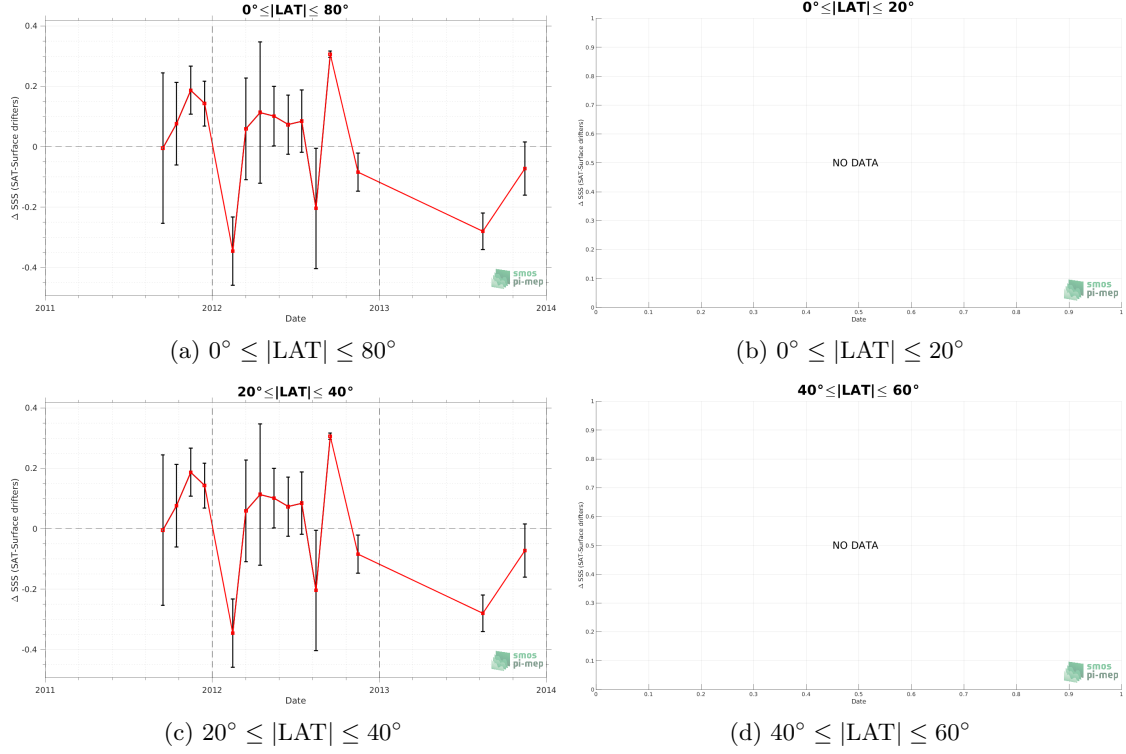 0°≤|LAT|≤ 80°
Δ SSS (SAT-Surface drifters)
0.4
0.2
0
-0.2
-0.4
2011
2012
2013
2014
Date
smos
pi-mep
(a) 0° ≤ |LAT| ≤ 80°
0°≤|LAT|≤ 20°
Δ SSS (SAT-Surface drifters)
1
0.9
0.8
0.7
0.6
0.5
0.4
0.3
0.2
0.1
0
NO DATA
0
0.1
0.2
0.3
0.4
0.5
0.6
0.7
0.8
0.9
1
Date
smos
pi-mep
(b) 0° ≤ |LAT| ≤ 20°
20°≤|LAT|≤ 40°
Δ SSS (SAT-Surface drifters)
0.4
0.2
0
-0.2
-0.4
2011
2012
2013
2014
Date
smos
pi-mep
(c) 20° ≤ |LAT| ≤ 40°
40°≤|LAT|≤ 60°
Δ SSS (SAT-Surface drifters)
1
0.9
0.8
0.7
0.6
0.5
0.4
0.3
0.2
0.1
0
NO DATA
0
0.1
0.2
0.3
0.4
0.5
0.6
0.7
0.8
0.9
1
Date
smos
pi-mep
(d) 40° ≤ |LAT| ≤ 60°